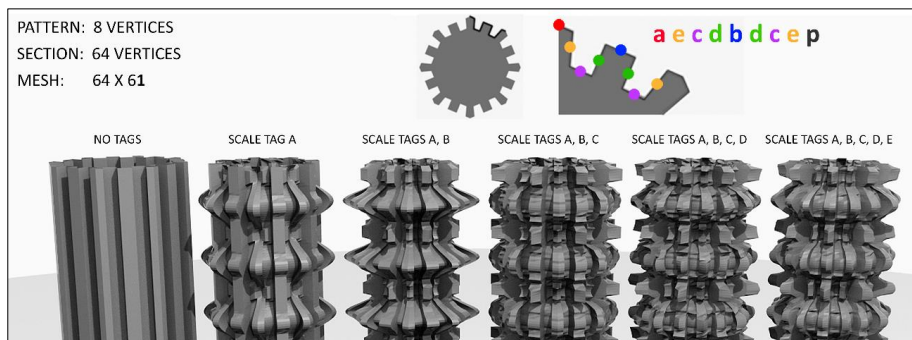 PATTERN: 8 VERTICES
SECTION: 64 VERTICES
MESH: 64 X 61
a e c d b d c e p
NO TAGS
SCALE TAG A
SCALE TAGS A, B
SCALE TAGS A, B, C
SCALE TAGS A, B, C, D
SCALE TAGS A, B, C, D, E